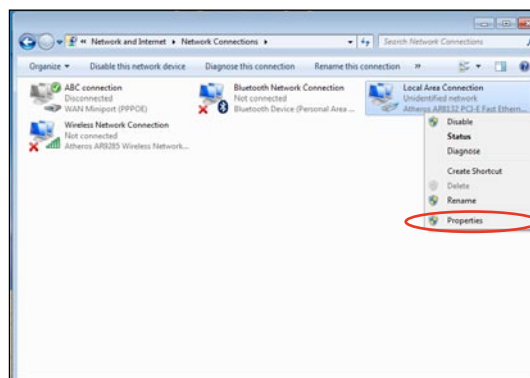 « Network and Internet ▸ Network Connections ▸
Search Network Connections
Organize ▾ Disable this network device Diagnose this connection Rename this connection »
ABC connection
Disconnected
WAN Miniport (PPPOE)
Bluetooth Network Connection
Not connected
Bluetooth Device (Personal Area ...
Local Area Connection
Unidentified network
Atheros AR8132 PCI-E Fast Ethern...
Wireless Network Connection
Not connected
Atheros AR9285 Wireless Network...
Disable
Status
Diagnose
Create Shortcut
Delete
Rename
Properties